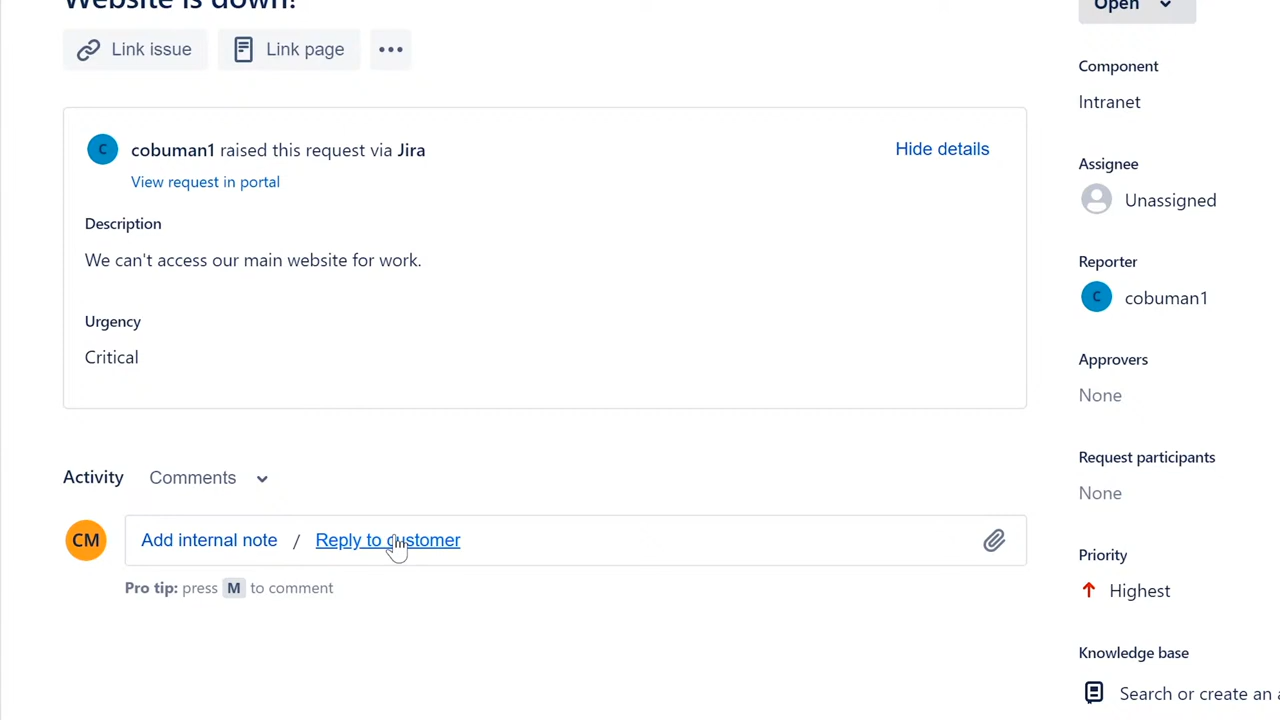 Website is down!
Open
Link issue
Link page
C
cobuman1 raised this request via Jira
Hide details
View request in portal
Description
We can't access our main website for work.
Urgency
Critical
Activity
Comments
CM
Add internal note / Reply to customer
Pro tip: press M to comment
Component
Intranet
Assignee
Unassigned
Reporter
C
cobuman1
Approvers
None
Request participants
None
Priority
Highest
Knowledge base
Search or create an a